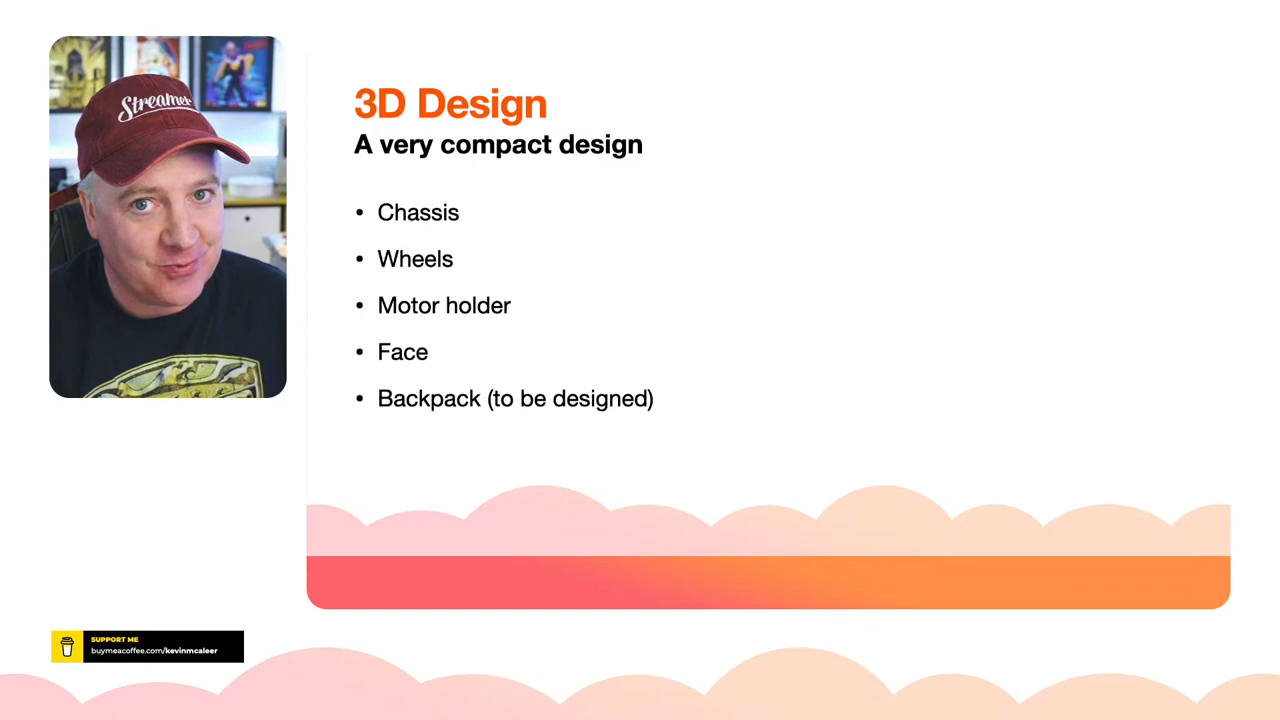 Streamer
3D Design
A very compact design
• Chassis
• Wheels
• Motor holder
• Face
• Backpack (to be designed)
SUPPORT ME
buymeacoffee.com/kevinmcaleer